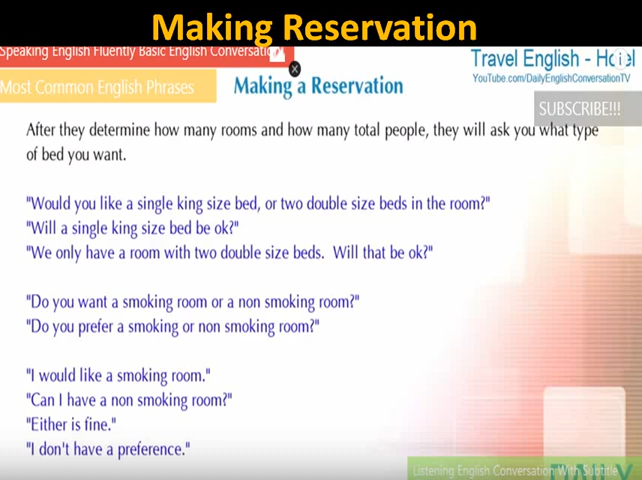 Making Reservation
Speaking English Fluently Basic English Conversatio
Travel English - Hotel
Most Common English Phrases
Making a Reservation
YouTube.com/DailyEnglishConversationTV
SUBSCRIBE!!!
After they determine how many rooms and how many total people, they will ask you what type
of bed you want.
"Would you like a single king size bed, or two double size beds in the room?"
"Will a single king size bed be ok?"
"We only have a room with two double size beds.  Will that be ok?"
"Do you want a smoking room or a non smoking room?"
"Do you prefer a smoking or non smoking room?"
"I would like a smoking room."
"Can I have a non smoking room?"
"Either is fine."
"I don't have a preference."
Listening English Conversation With Subtitle
DAILY